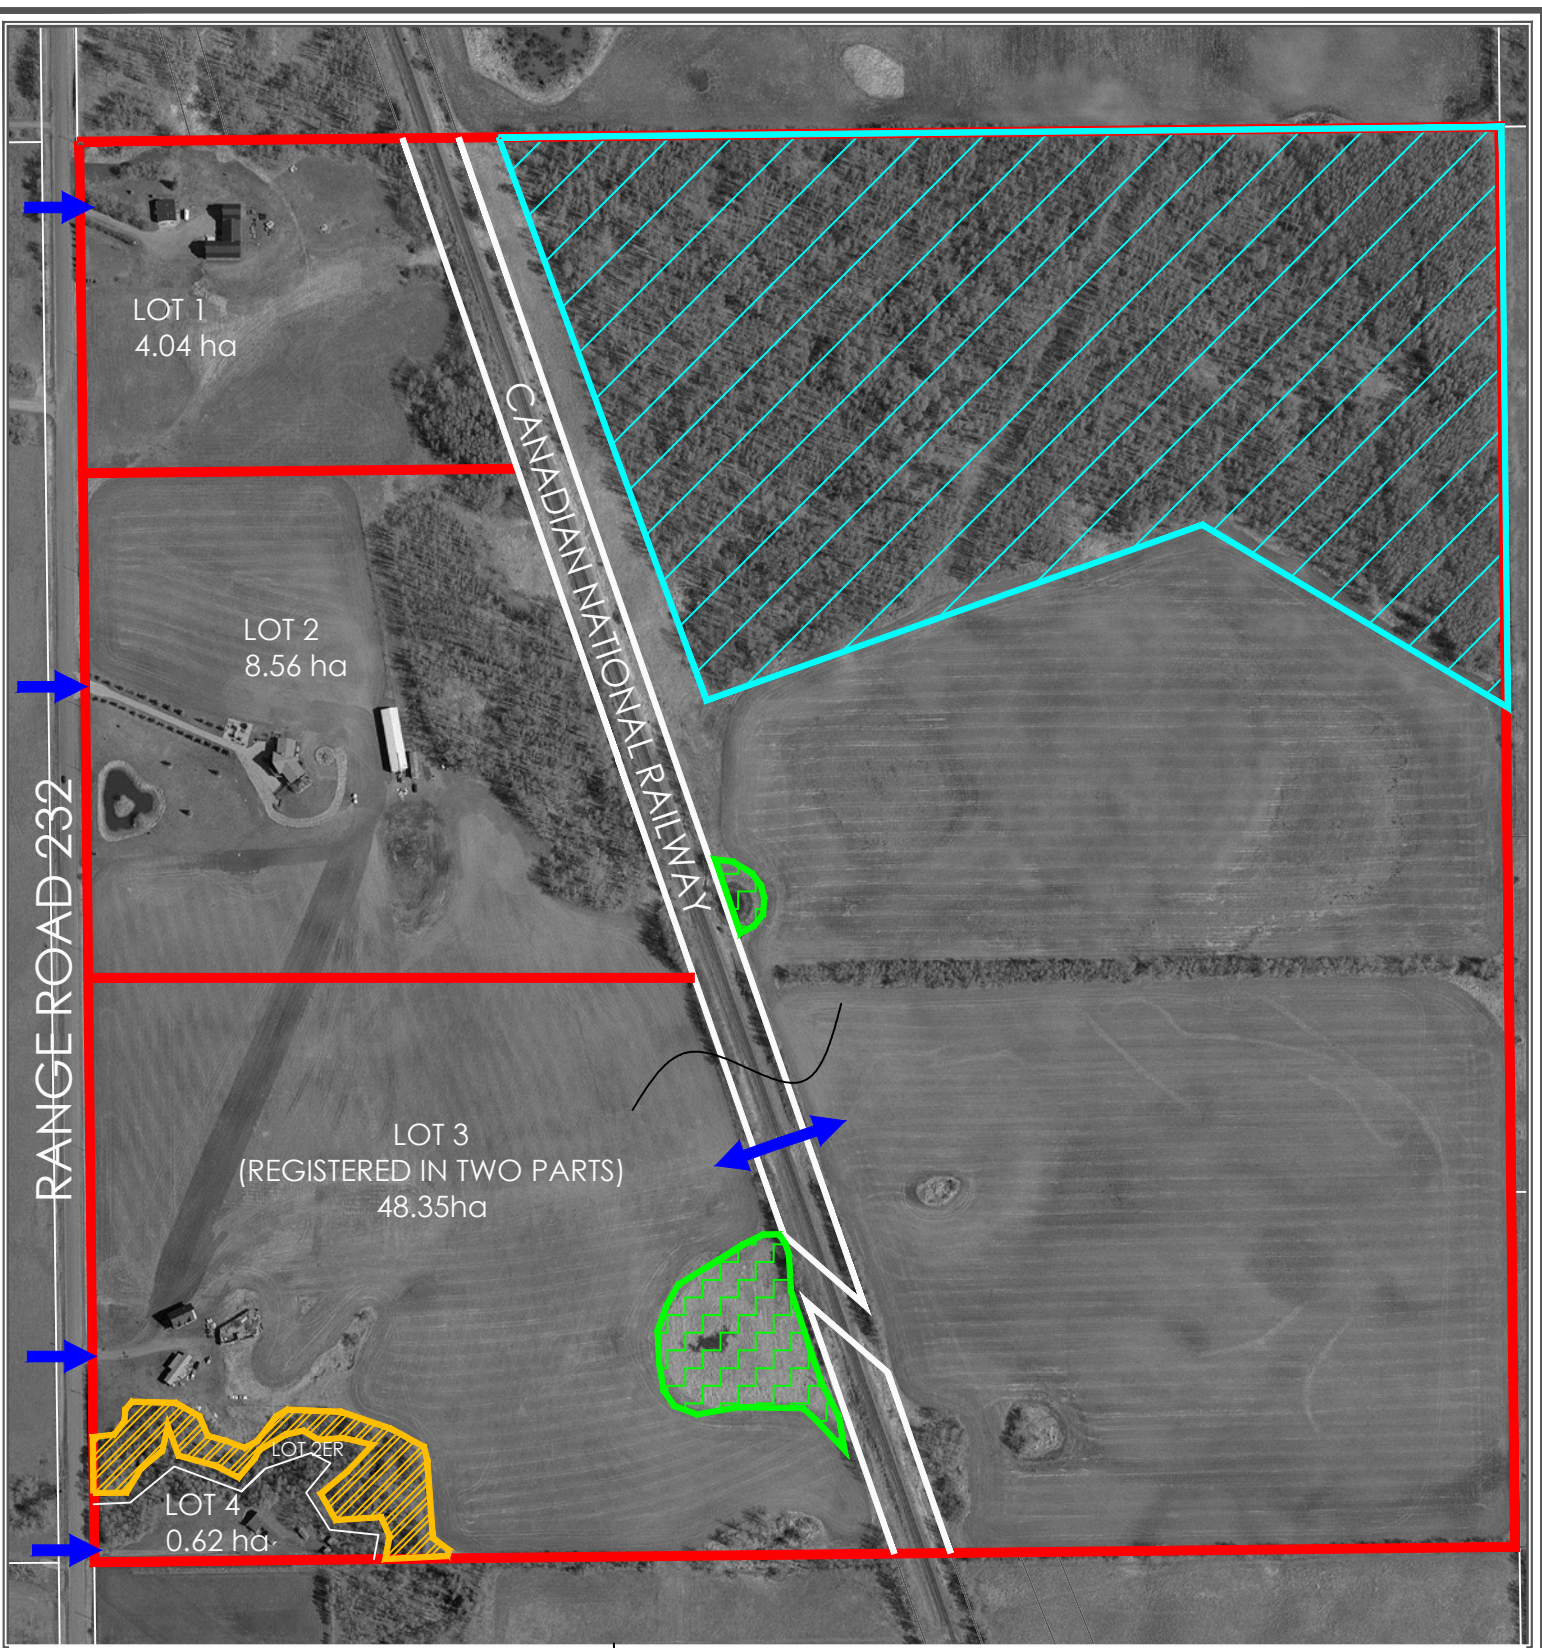 LOT 1
4.04 ha
CANADIAN NATIONAL RAILWAY
LOT 2
8.56 ha
RANGE ROAD 232
LOT 3
(REGISTERED IN TWO PARTS)
48.35ha
LOT 2ER
LOT 4
0.62 ha